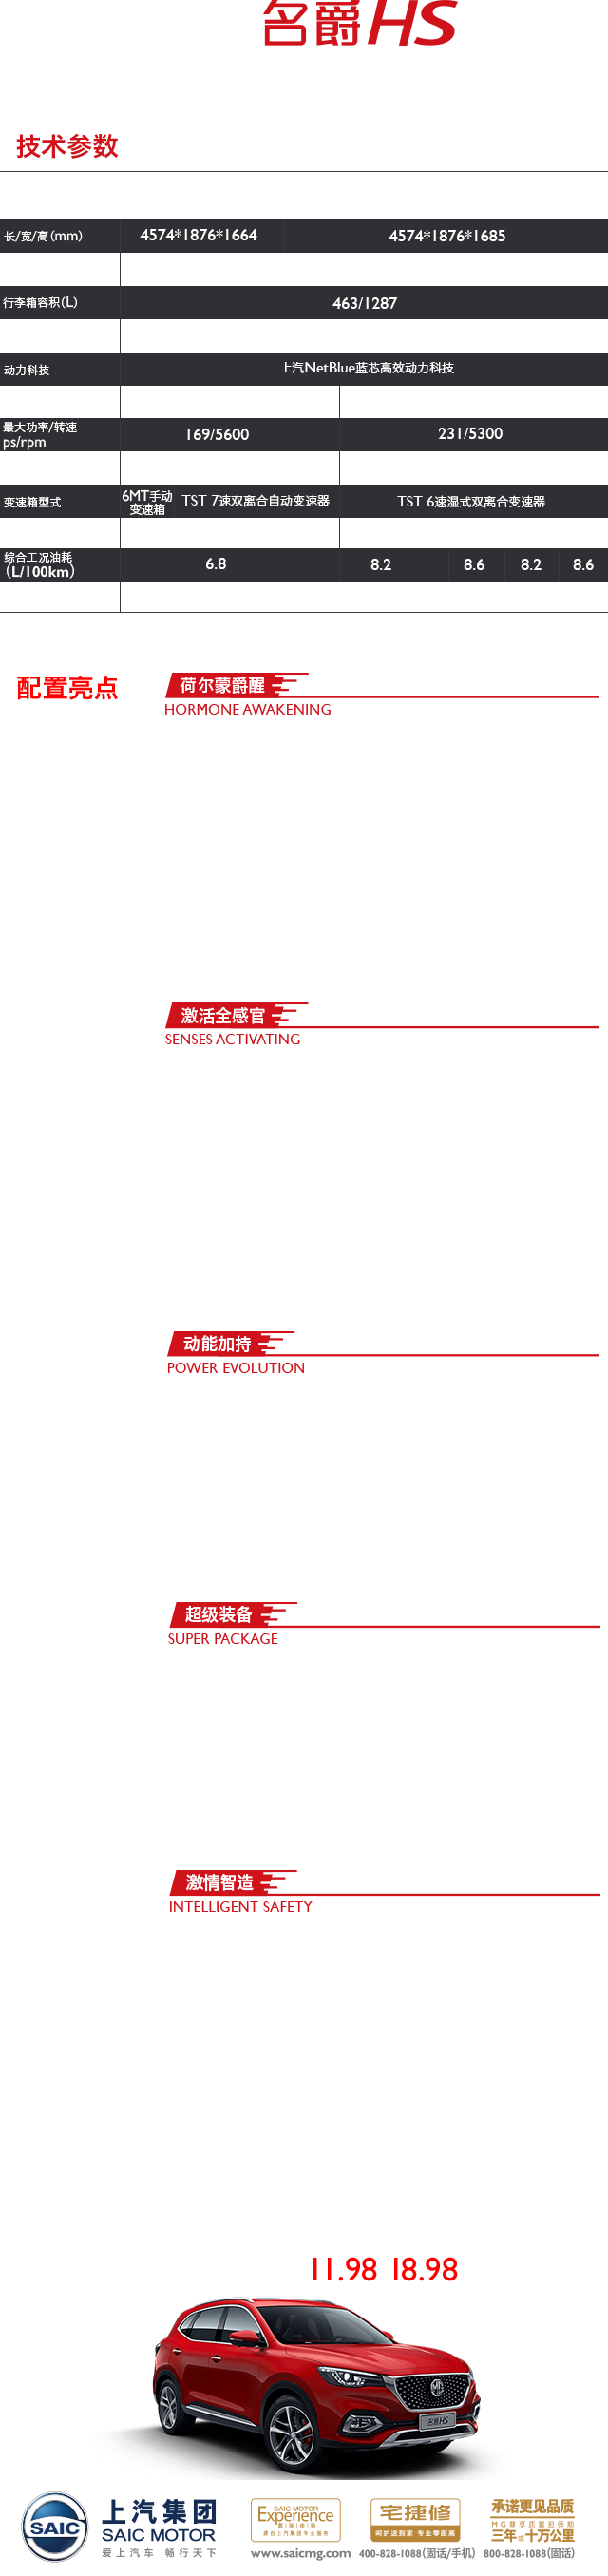 名爵HS
技术参数
长/宽/高(mm) 4574*1876*1664 4574*1876*1685
行李箱容积(L) 463/1287
动力科技 上汽NetBlue蓝芯高效动力科技
最大功率/转速
ps/rpm 169/5600 231/5300
变速箱型式 6MT手动
变速箱 TST 7速双离合自动变速器 TST 6速湿式双离合变速器
综合工况油耗
(L/100km) 6.8 8.2 8.6 8.2 8.6
配置亮点
荷尔蒙爵醒
HORMONE AWAKENING
激活全感官
SENSES ACTIVATING
动能加持
POWER EVOLUTION
超级装备
SUPER PACKAGE
激情智造
INTELLIGENT SAFETY
11.98 18.98
名爵HS
SAIC
上汽集团
SAIC MOTOR
爱上汽车 畅行天下
SAIC MOTOR
Experience
源自上汽集团专业服务
www.saicmg.com
宅捷修
呵护送到家 专业零距离
400-828-1088(固话/手机)
承诺更见品质
MG尊享质量担保期
三年或十万公里
800-828-1088(固话)